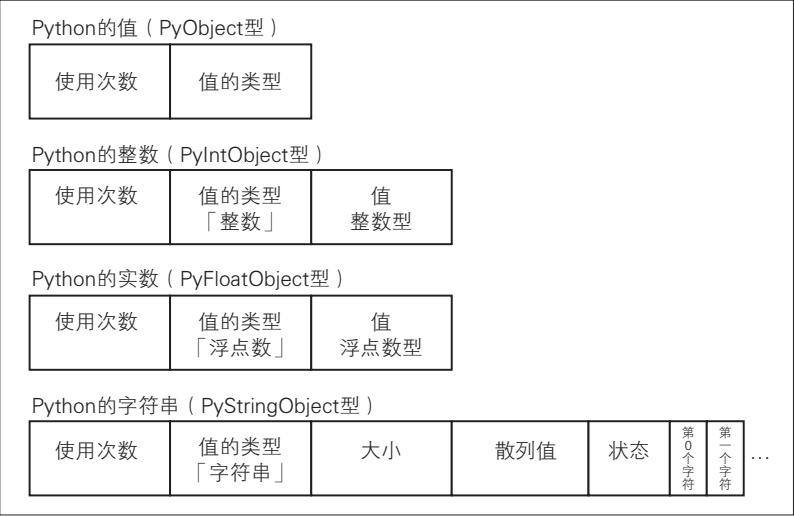 Python的值（PyObject型）
使用次数 值的类型
Python的整数（PyIntObject型）
使用次数 值的类型 值
「整数」 整数型
Python的实数（PyFloatObject型）
使用次数 值的类型 值
「浮点数」 浮点数型
Python的字符串（PyStringObject型）
使用次数 值的类型 大小 散列值 状态 第0个字符 第一个字符 …
「字符串」